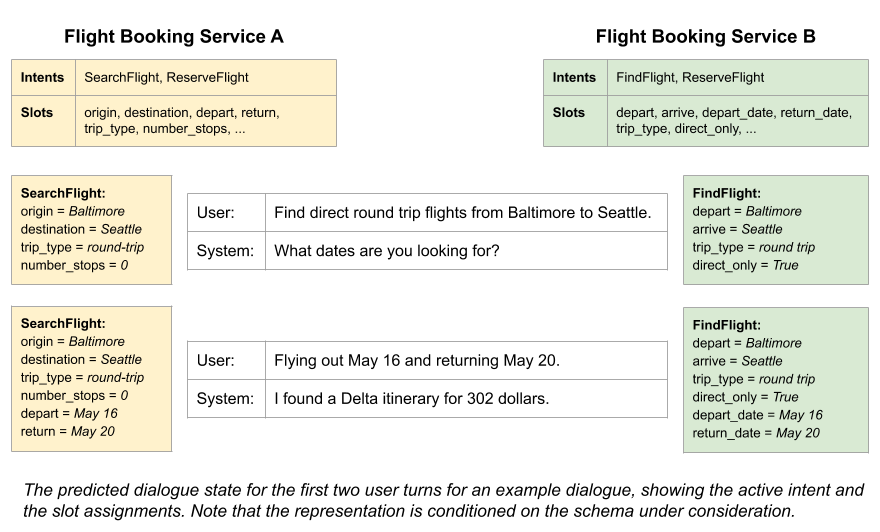 Flight Booking Service A
Flight Booking Service B
Intents SearchFlight, ReserveFlight
Slots origin, destination, depart, return,
trip_type, number_stops, ...
Intents FindFlight, ReserveFlight
Slots depart, arrive, depart_date, return_date,
trip_type, direct_only, ...
SearchFlight:
origin = Baltimore
destination = Seattle
trip_type = round-trip
number_stops = 0
User: Find direct round trip flights from Baltimore to Seattle.
System: What dates are you looking for?
FindFlight:
depart = Baltimore
arrive = Seattle
trip_type = round trip
direct_only = True
SearchFlight:
origin = Baltimore
destination = Seattle
trip_type = round-trip
number_stops = 0
depart = May 16
return = May 20
User: Flying out May 16 and returning May 20.
System: I found a Delta itinerary for 302 dollars.
FindFlight:
depart = Baltimore
arrive = Seattle
trip_type = round trip
direct_only = True
depart_date = May 16
return_date = May 20
The predicted dialogue state for the first two user turns for an example dialogue, showing the active intent and
the slot assignments. Note that the representation is conditioned on the schema under consideration.